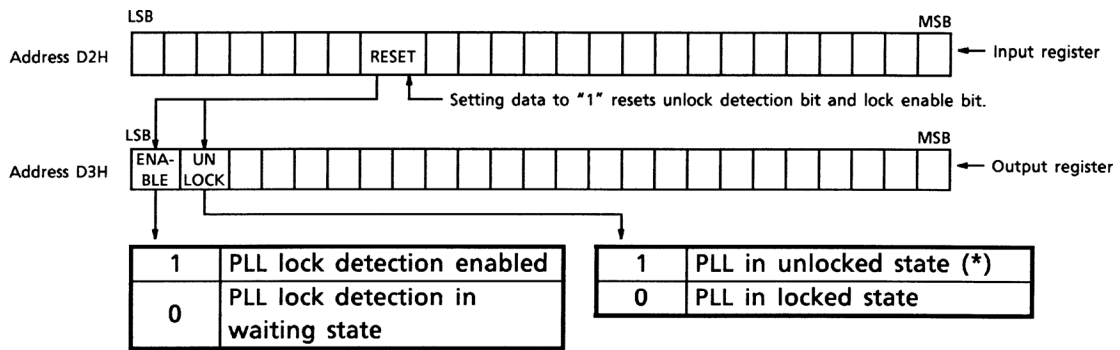 LSB MSB
Address D2H RESET Input register
Setting data to "1" resets unlock detection bit and lock enable bit.
LSB MSB
Address D3H ENA-
BLE UN
LOCK Output register
1 PLL lock detection enabled
0 PLL lock detection in
waiting state
1 PLL in unlocked state (*)
0 PLL in locked state